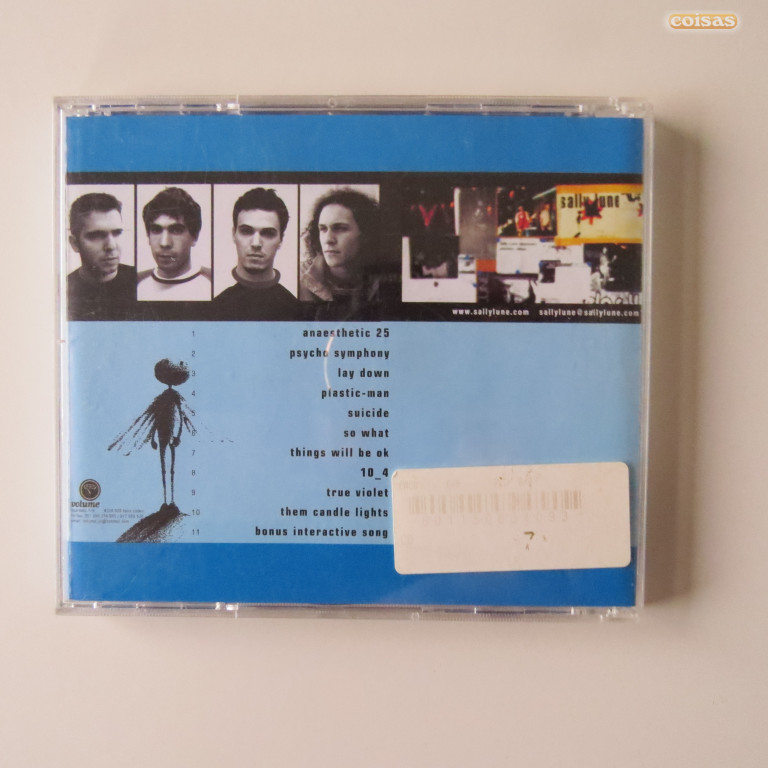 coisas
sally lune
www.sallylune.com sallylune@sallylune.com
1 anaesthetic 25
2 psycho symphony
3 lay down
4 plastic-man
5 suicide
6 so what
7 things will be ok
8 10_4
9 true violet
10 them candle lights
11 bonus interactive song
volume